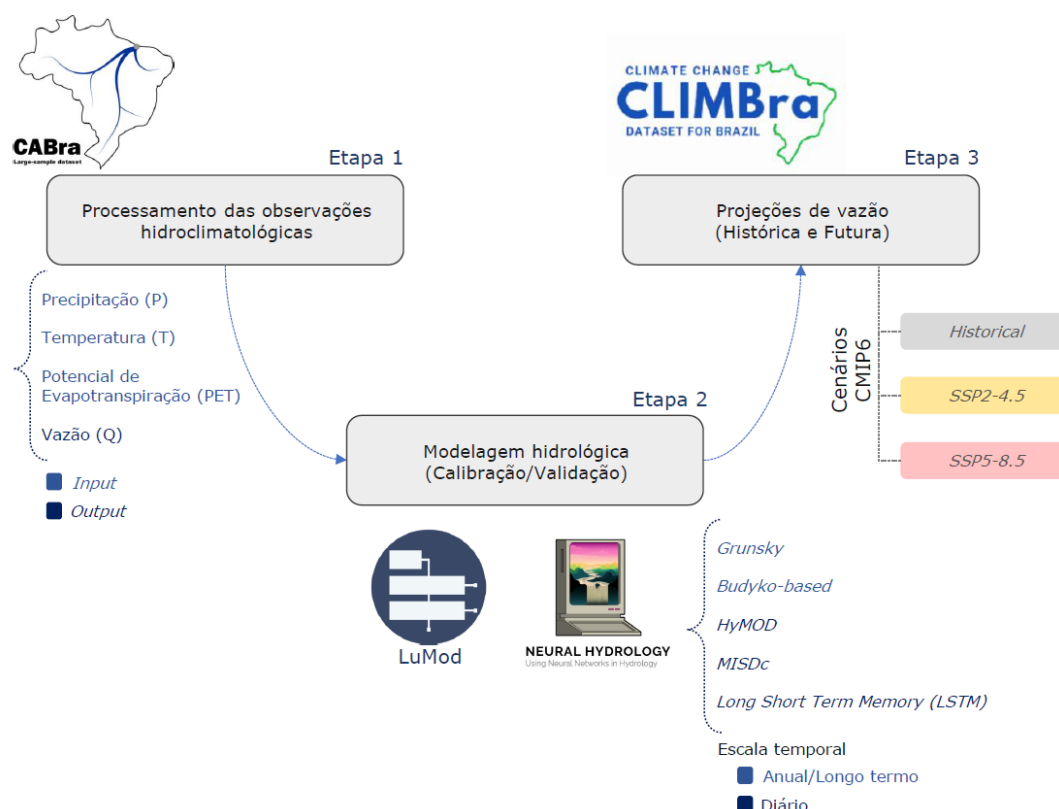 CABra
Large-sample dataset
Etapa 1
Processamento das observações
hidroclimatológicas
Precipitação (P)
Temperatura (T)
Potencial de
Evapotranspiração (PET)
Vazão (Q)
Input
Output
Etapa 2
Modelagem hidrológica
(Calibração/Validação)
LuMod
NEURAL HYDROLOGY
Using Neural Networks in Hydrology
Grunsky
Budyko-based
HyMOD
MISDc
Long Short Term Memory (LSTM)
Escala temporal
Anual/Longo termo
Diário
CLIMATE CHANGE
CLIMBra
DATASET FOR BRAZIL
Etapa 3
Projeções de vazão
(Histórica e Futura)
Cenários
CMIP6
Historical
SSP2-4.5
SSP5-8.5